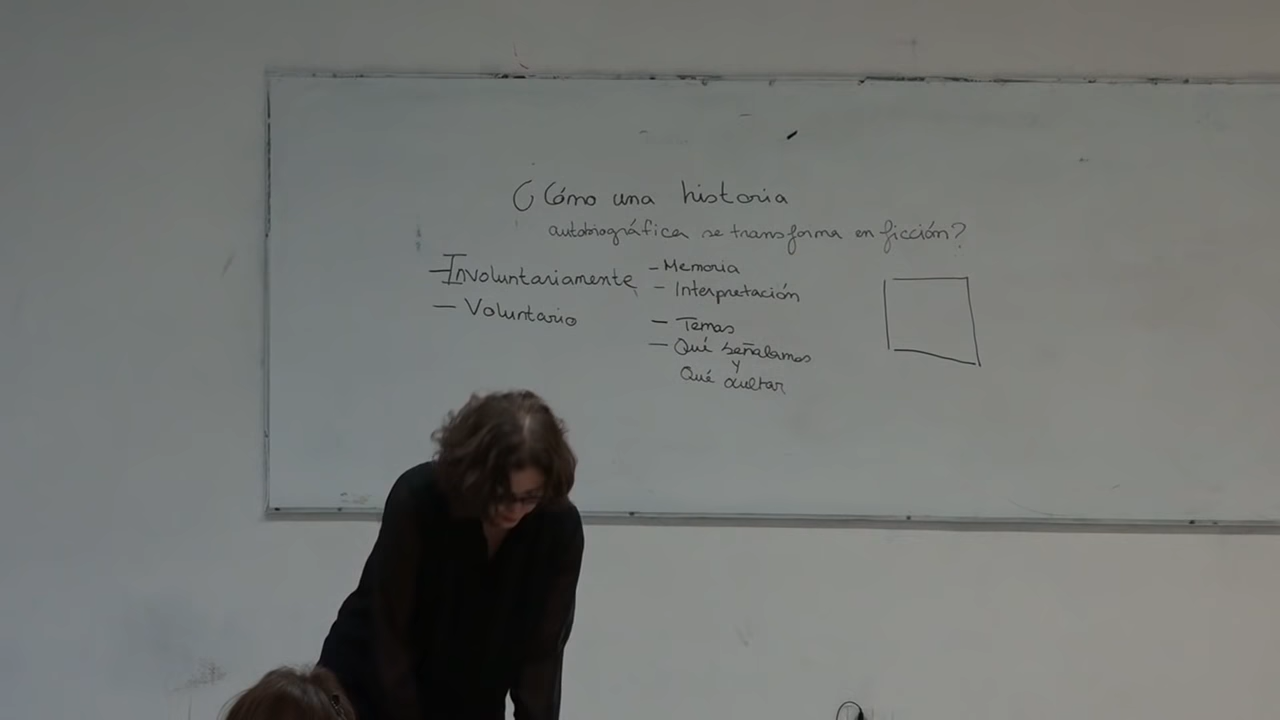 ¿Cómo una historia
autobiográfica se transforma en ficción?
- Involuntariamente
- Voluntario
- Memoria
- Interpretación
- Temas
- Qué señalamos
y
Qué ocultar